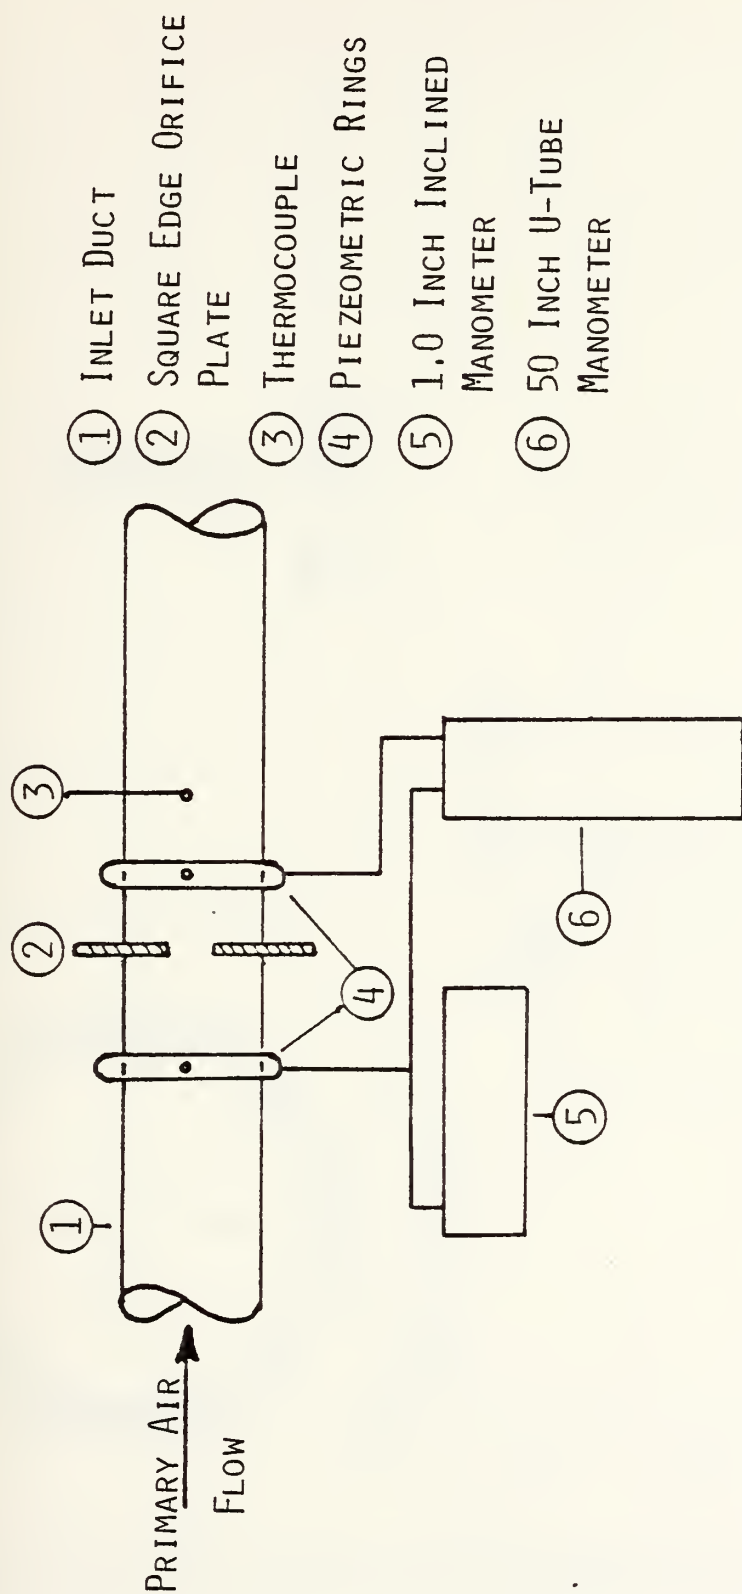 ① INLET DUCT
② SQUARE EDGE ORIFICE
PLATE
③ THERMOCOUPLE
④ PIEZEOMETRIC RINGS
⑤ 1.0 INCH INCLINED
MANOMETER
⑥ 50 INCH U-TUBE
MANOMETER
③
②
①
④
⑥
⑤
PRIMARY AIR
FLOW